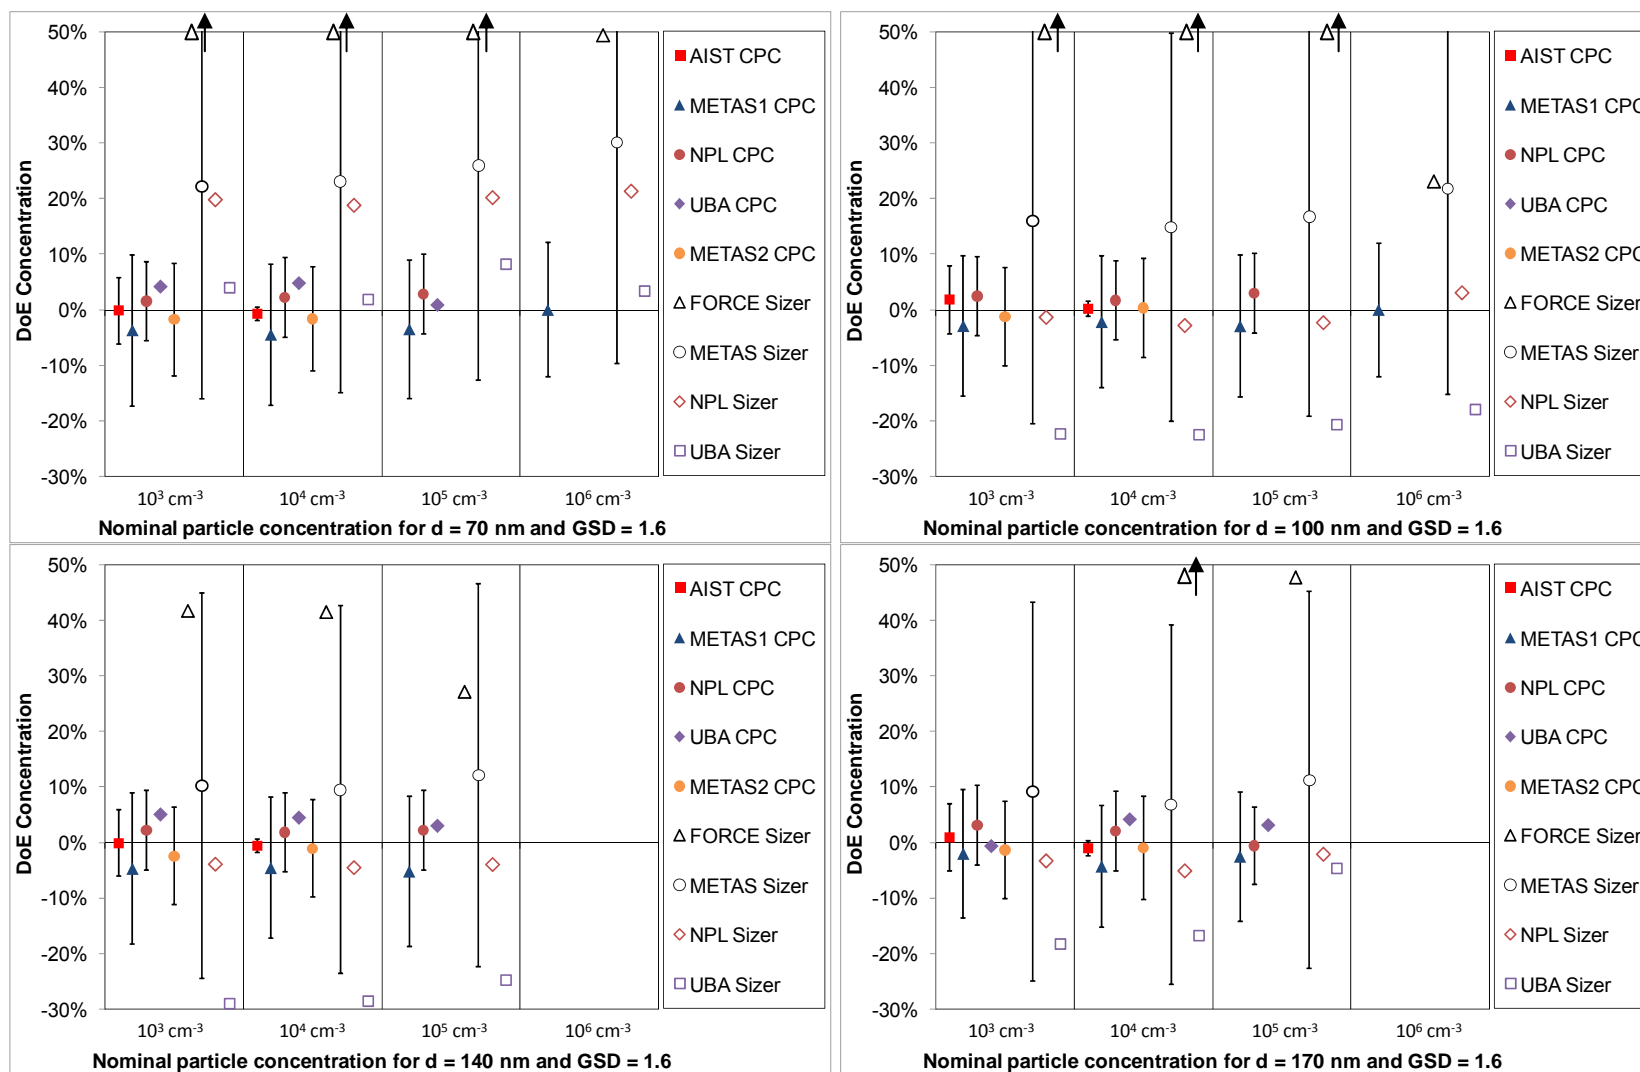 50%
40%
30%
20%
10%
0%
-10%
-20%
-30%
DoE Concentration
10³ cm⁻³ 10⁴ cm⁻³ 10⁵ cm⁻³ 10⁶ cm⁻³
Nominal particle concentration for d = 70 nm and GSD = 1.6
AIST CPC
METAS1 CPC
NPL CPC
UBA CPC
METAS2 CPC
FORCE Sizer
METAS Sizer
NPL Sizer
UBA Sizer
50%
40%
30%
20%
10%
0%
-10%
-20%
-30%
DoE Concentration
10³ cm⁻³ 10⁴ cm⁻³ 10⁵ cm⁻³ 10⁶ cm⁻³
Nominal particle concentration for d = 100 nm and GSD = 1.6
AIST CPC
METAS1 CPC
NPL CPC
UBA CPC
METAS2 CPC
FORCE Sizer
METAS Sizer
NPL Sizer
UBA Sizer
50%
40%
30%
20%
10%
0%
-10%
-20%
-30%
DoE Concentration
10³ cm⁻³ 10⁴ cm⁻³ 10⁵ cm⁻³ 10⁶ cm⁻³
Nominal particle concentration for d = 140 nm and GSD = 1.6
AIST CPC
METAS1 CPC
NPL CPC
UBA CPC
METAS2 CPC
FORCE Sizer
METAS Sizer
NPL Sizer
UBA Sizer
50%
40%
30%
20%
10%
0%
-10%
-20%
-30%
DoE Concentration
10³ cm⁻³ 10⁴ cm⁻³ 10⁵ cm⁻³ 10⁶ cm⁻³
Nominal particle concentration for d = 170 nm and GSD = 1.6
AIST CPC
METAS1 CPC
NPL CPC
UBA CPC
METAS2 CPC
FORCE Sizer
METAS Sizer
NPL Sizer
UBA Sizer